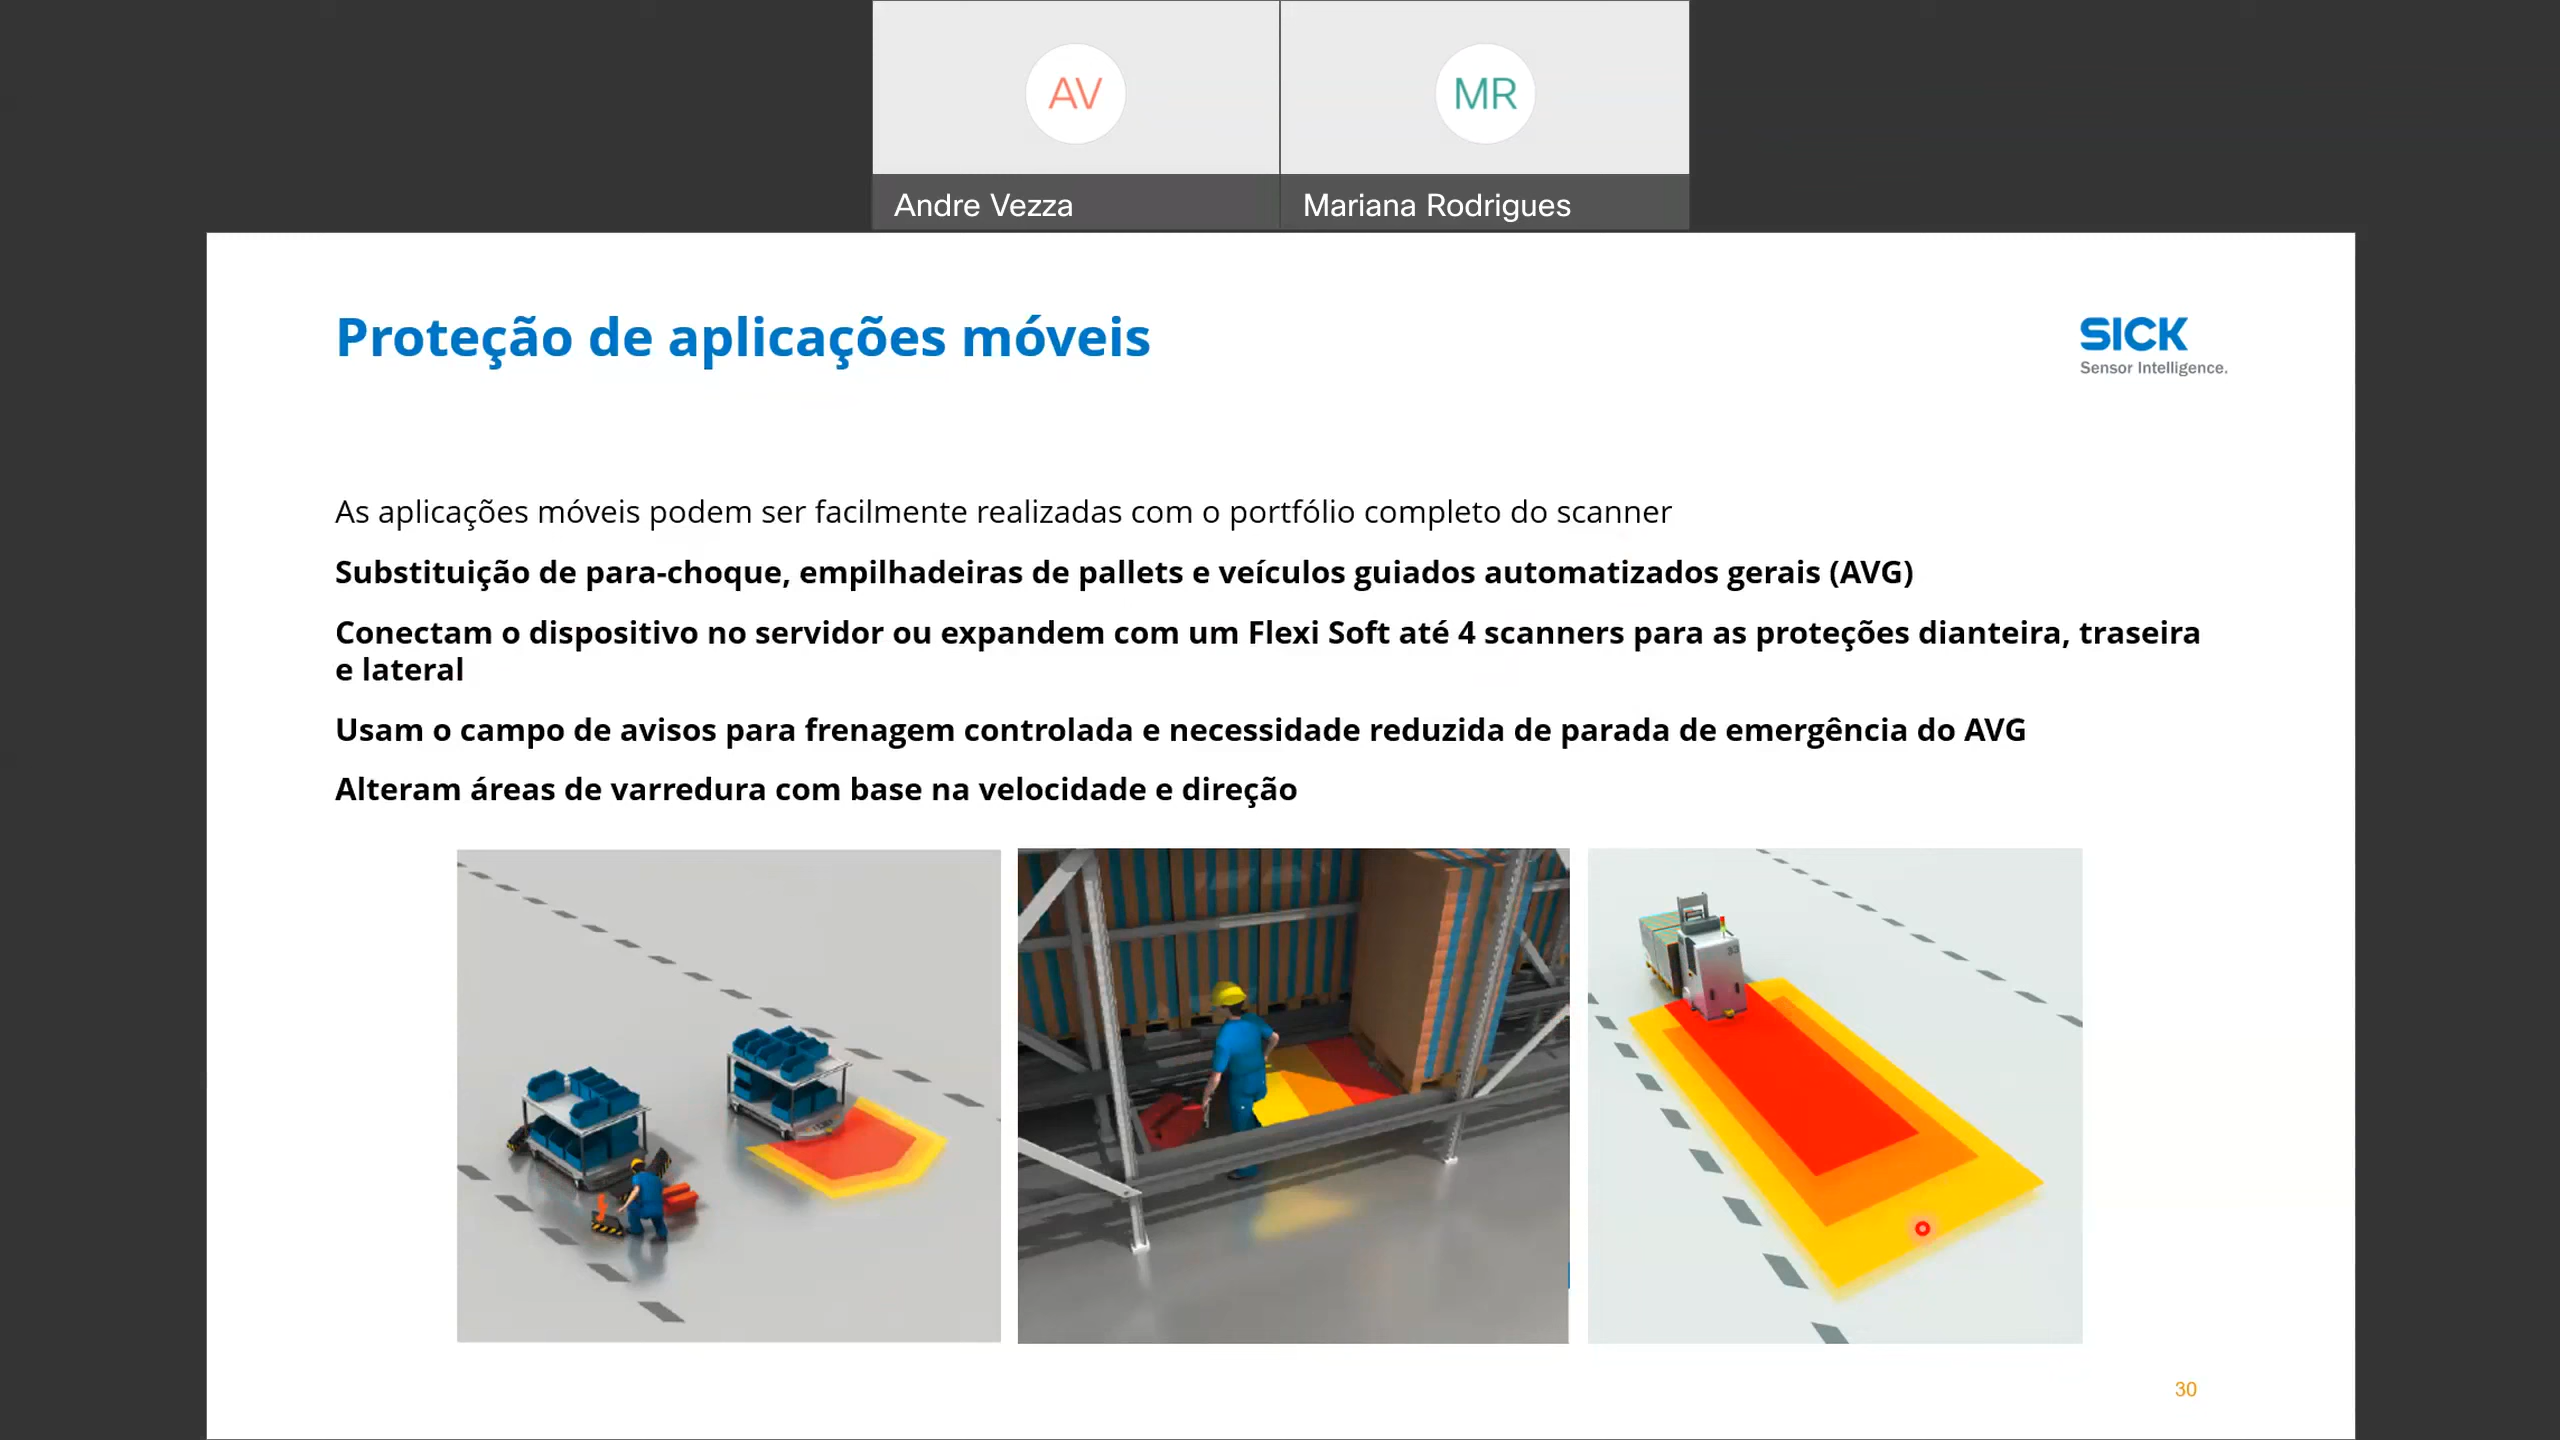 AV
MR
Andre Vezza
Mariana Rodrigues
Proteção de aplicações móveis
SICK
Sensor Intelligence.
As aplicações móveis podem ser facilmente realizadas com o portfólio completo do scanner
Substituição de para-choque, empilhadeiras de pallets e veículos guiados automatizados gerais (AVG)
Conectam o dispositivo no servidor ou expandem com um Flexi Soft até 4 scanners para as proteções dianteira, traseira
e lateral
Usam o campo de avisos para frenagem controlada e necessidade reduzida de parada de emergência do AVG
Alteram áreas de varredura com base na velocidade e direção
30